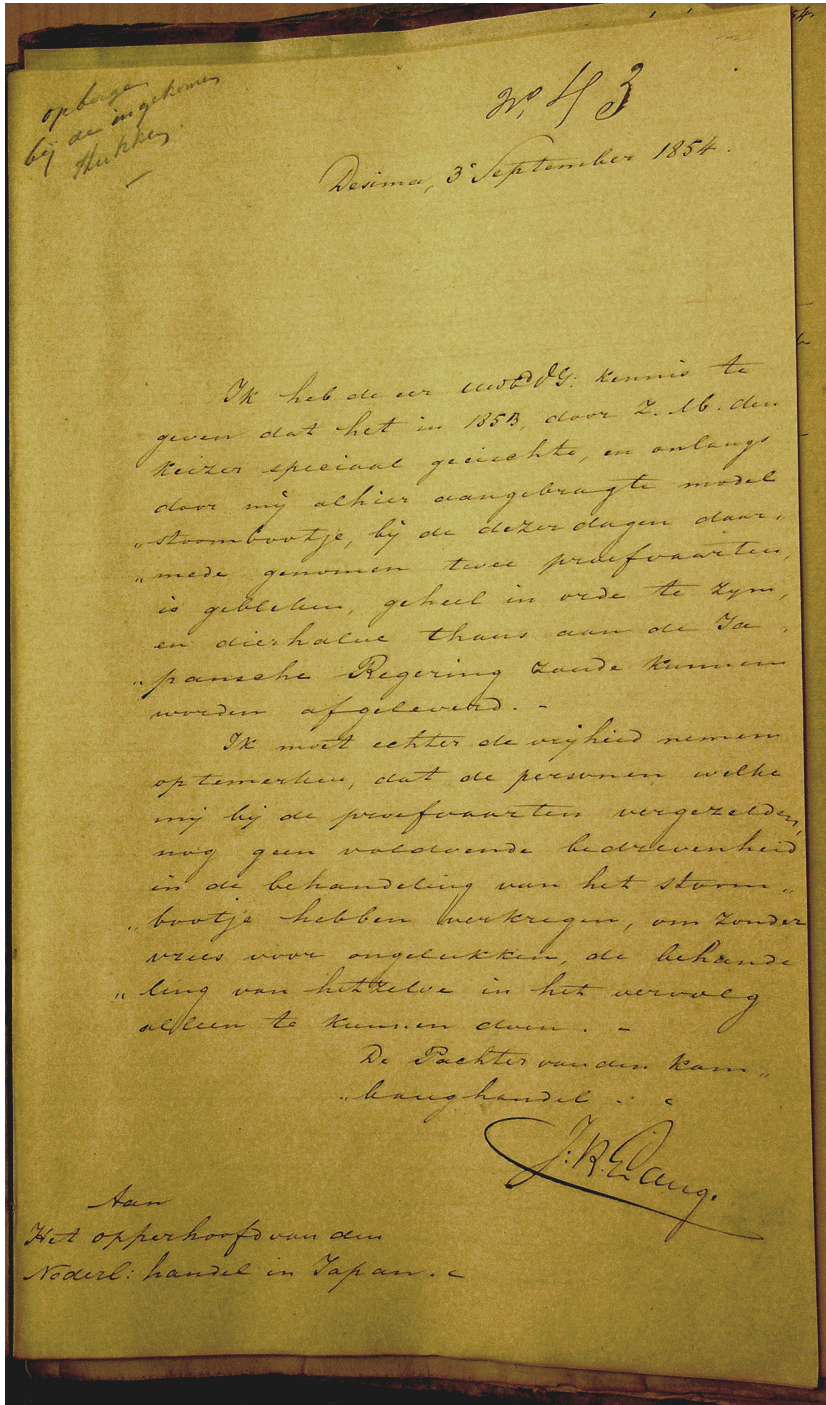 opberge
bij de ingekomen
stukken
No. 43
Desima, 3e September 1854.
Ik heb de eer UWEdG: kennis te
geven dat het in 1853, door Z. M. den
Keizer speciaal geeischte, en onlangs
door mij alhier aangebragte model
„stoombootje, bij de dezer dagen daar„
„mede genomen twee proefvaarten,
is gebleken, geheel in orde te zijn,
en dierhalve thans aan de Ja„
„pansche Regering zoude kunnen
worden afgeleverd. –
Ik moet echter de vrijheid nemen
optemerken, dat de personen welke
mij bij de proefvaarten vergezelden,
nog geen voldoende bedrevenheid
in de behandeling van het stoom„
„bootje hebben verkregen, om zonder
vrees voor ongelukken, de behande
„ling van hetzelve in het vervolg
alleen te kunnen doen. –
De Pachter van den kam„
„banghandel.
J: R. Lange.
Aan
Het opperhoofd van den
Nederl: handel in Japan.